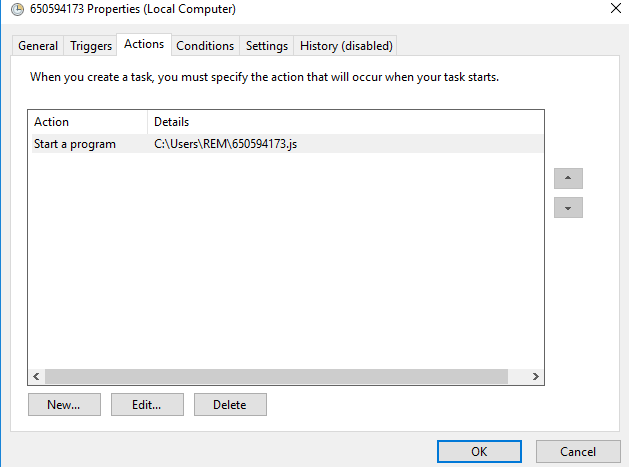 650594173 Properties (Local Computer)
General Triggers Actions Conditions Settings History (disabled)
When you create a task, you must specify the action that will occur when your task starts.
Action Details
Start a program C:\Users\REM\650594173.js
New... Edit... Delete
OK Cancel